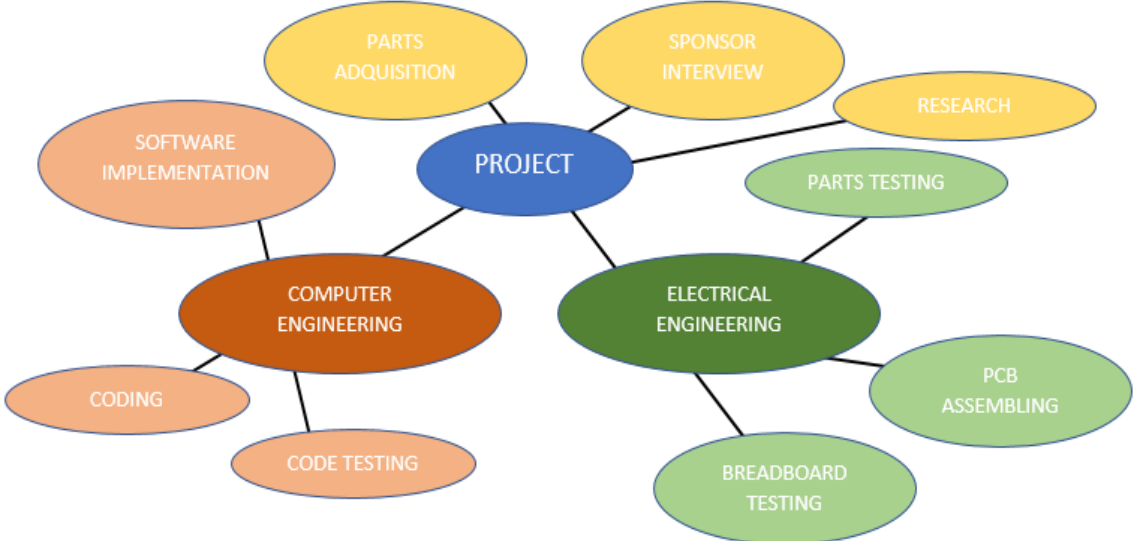 PARTS
ADQUISITION
SPONSOR
INTERVIEW
RESEARCH
SOFTWARE
IMPLEMENTATION
PROJECT
PARTS TESTING
COMPUTER
ENGINEERING
ELECTRICAL
ENGINEERING
CODING
PCB
ASSEMBLING
CODE TESTING
BREADBOARD
TESTING